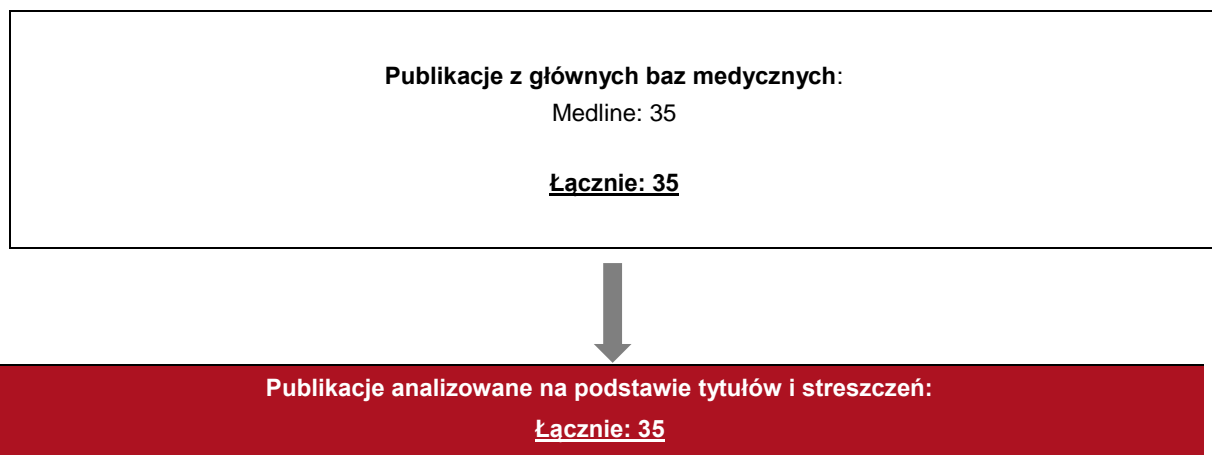 Publikacje z głównych baz medycznych:
Medline: 35
Łącznie: 35
Publikacje analizowane na podstawie tytułów i streszczeń:
Łącznie: 35